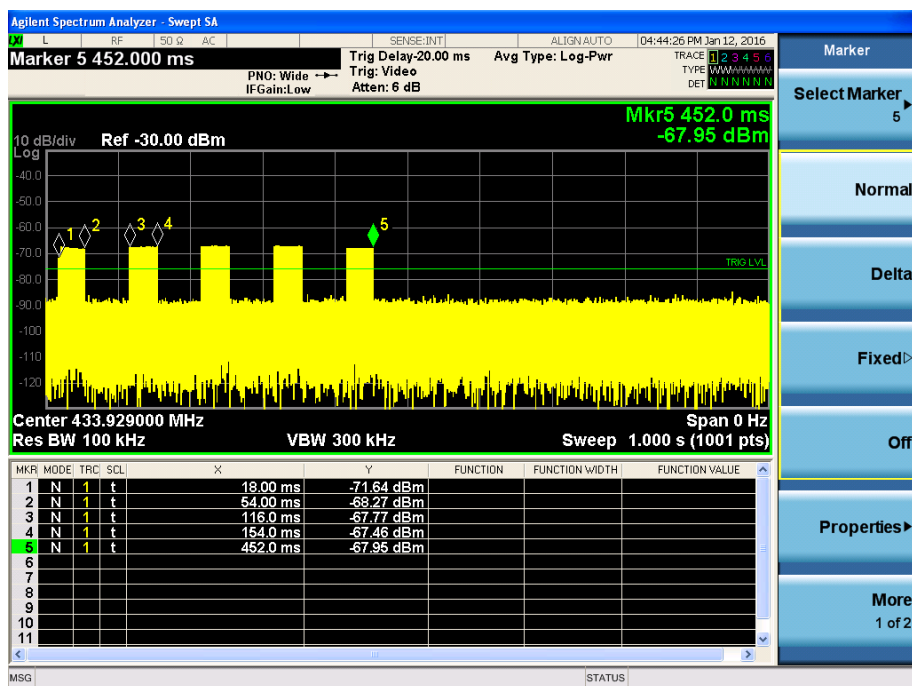 Agilent Spectrum Analyzer - Swept SA
LXI L RF 50 Ω AC SENSE:INT ALIGN AUTO 04:44:26 PM Jan 12, 2016
Marker 5 452.000 ms
PNO: Wide
IFGain:Low
Trig Delay-20.00 ms
Trig: Video
Atten: 6 dB
Avg Type: Log-Pwr
TRACE 1 2 3 4 5 6
TYPE WWWWWW
DET N N N N N N
Mkr5 452.0 ms
-67.95 dBm
10 dB/div Ref -30.00 dBm
Log
-40.0
-50.0
-60.0
-70.0
-80.0
-90.0
-100
-110
-120
1 2 3 4 5
TRIG LVL
Center 433.929000 MHz Span 0 Hz
Res BW 100 kHz VBW 300 kHz Sweep 1.000 s (1001 pts)
MKR MODE TRC SCL X Y FUNCTION FUNCTION WIDTH FUNCTION VALUE
1 N 1 t 18.00 ms -71.64 dBm
2 N 1 t 54.00 ms -68.27 dBm
3 N 1 t 116.0 ms -67.77 dBm
4 N 1 t 154.0 ms -67.46 dBm
5 N 1 t 452.0 ms -67.95 dBm
6
7
8
9
10
11
MSG STATUS
Marker
Select Marker
5
Normal
Delta
Fixed
Off
Properties
More
1 of 2